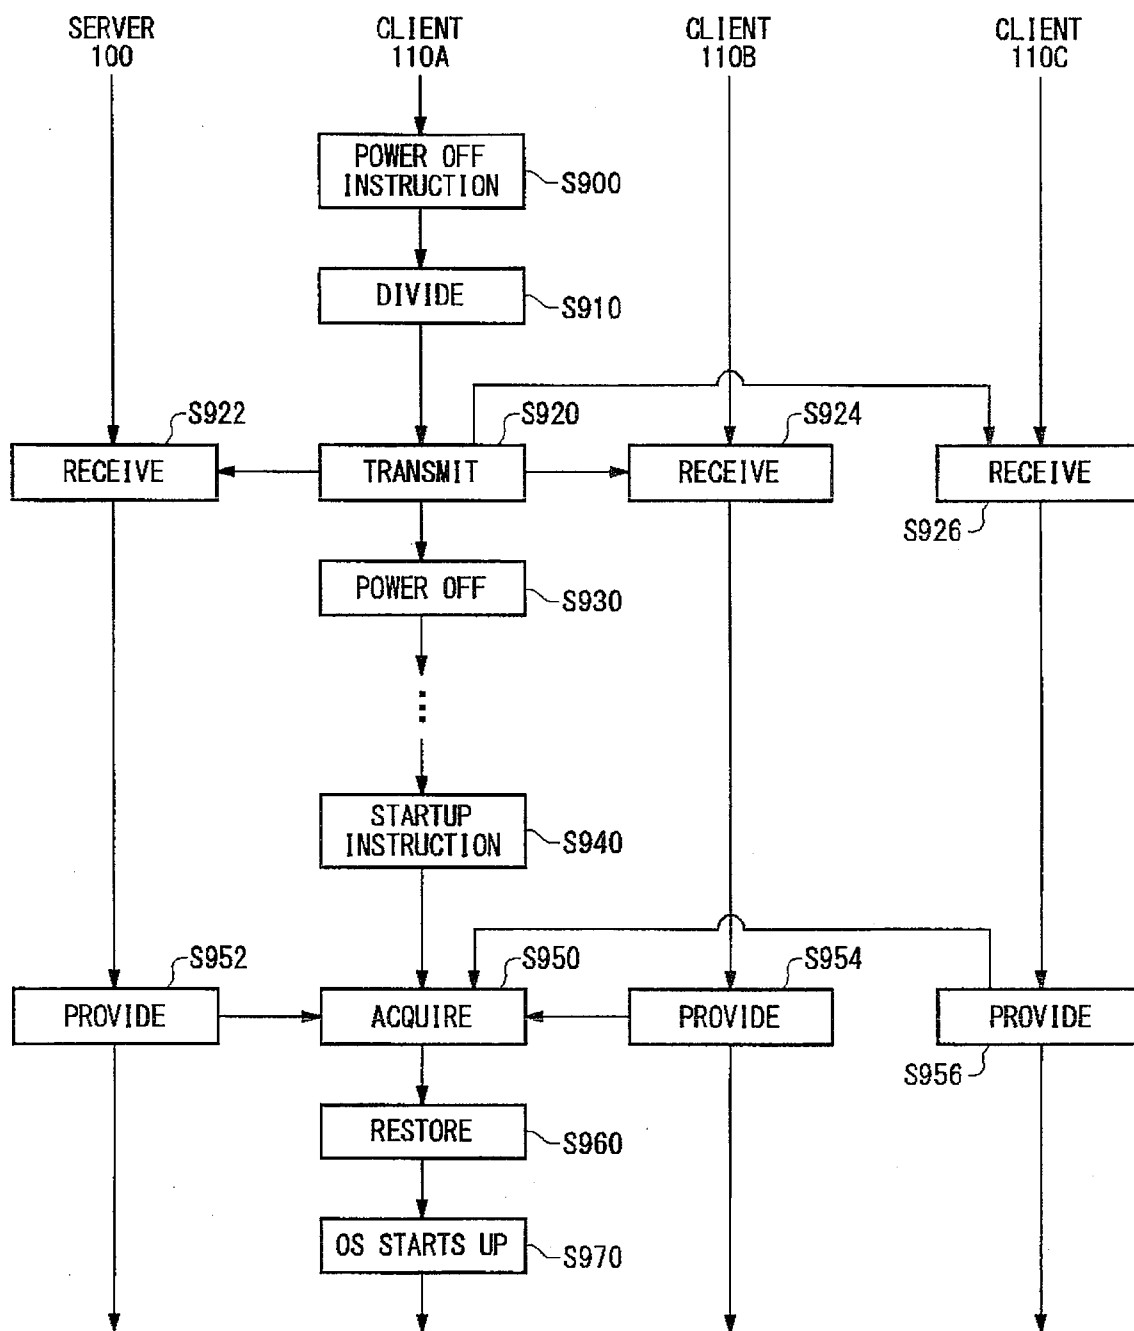 SERVER
100
CLIENT
110A
CLIENT
110B
CLIENT
110C
POWER OFF
INSTRUCTION
S900
DIVIDE
S910
S922
S920
S924
RECEIVE
TRANSMIT
RECEIVE
RECEIVE
S926
POWER OFF
S930
STARTUP
INSTRUCTION
S940
S952
S950
S954
PROVIDE
ACQUIRE
PROVIDE
PROVIDE
S956
RESTORE
S960
OS STARTS UP
S970